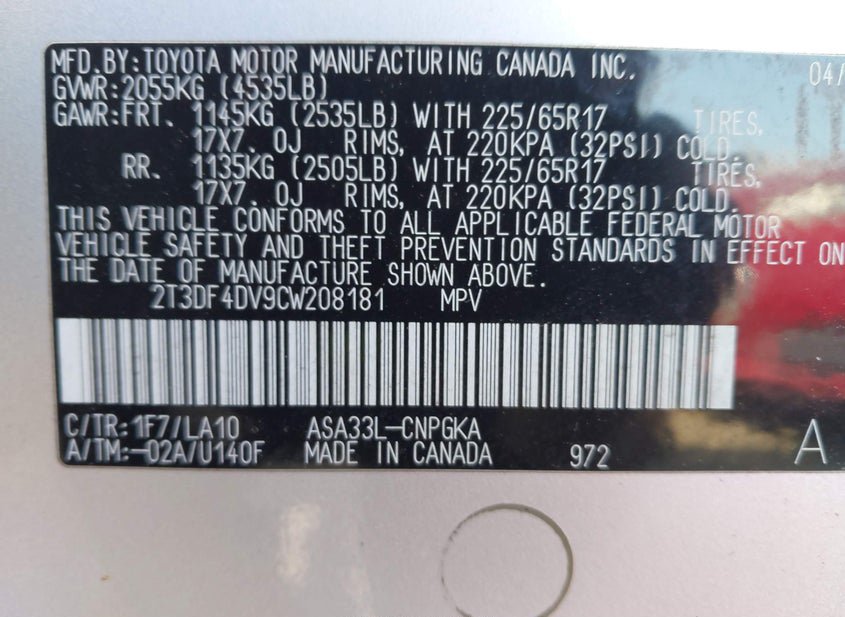 MFD.BY:TOYOTA MOTOR MANUFACTURING CANADA INC. 04/
GVWR:2055KG (4535LB)
GAWR:FRT. 1145KG (2535LB) WITH 225/65R17 TIRES,
17X7.0J RIMS, AT 220KPA (32PSI) COLD.
RR. 1135KG (2505LB) WITH 225/65R17 TIRES,
17X7.0J RIMS, AT 220KPA (32PSI) COLD.
THIS VEHICLE CONFORMS TO ALL APPLICABLE FEDERAL MOTOR
VEHICLE SAFETY AND THEFT PREVENTION STANDARDS IN EFFECT ON
THE DATE OF MANUFACTURE SHOWN ABOVE.
2T3DF4DV9CW208181 MPV
C/TR:1F7/LA10 ASA33L-CNPGKA
A/TM:-02A/U140F MADE IN CANADA 972 A